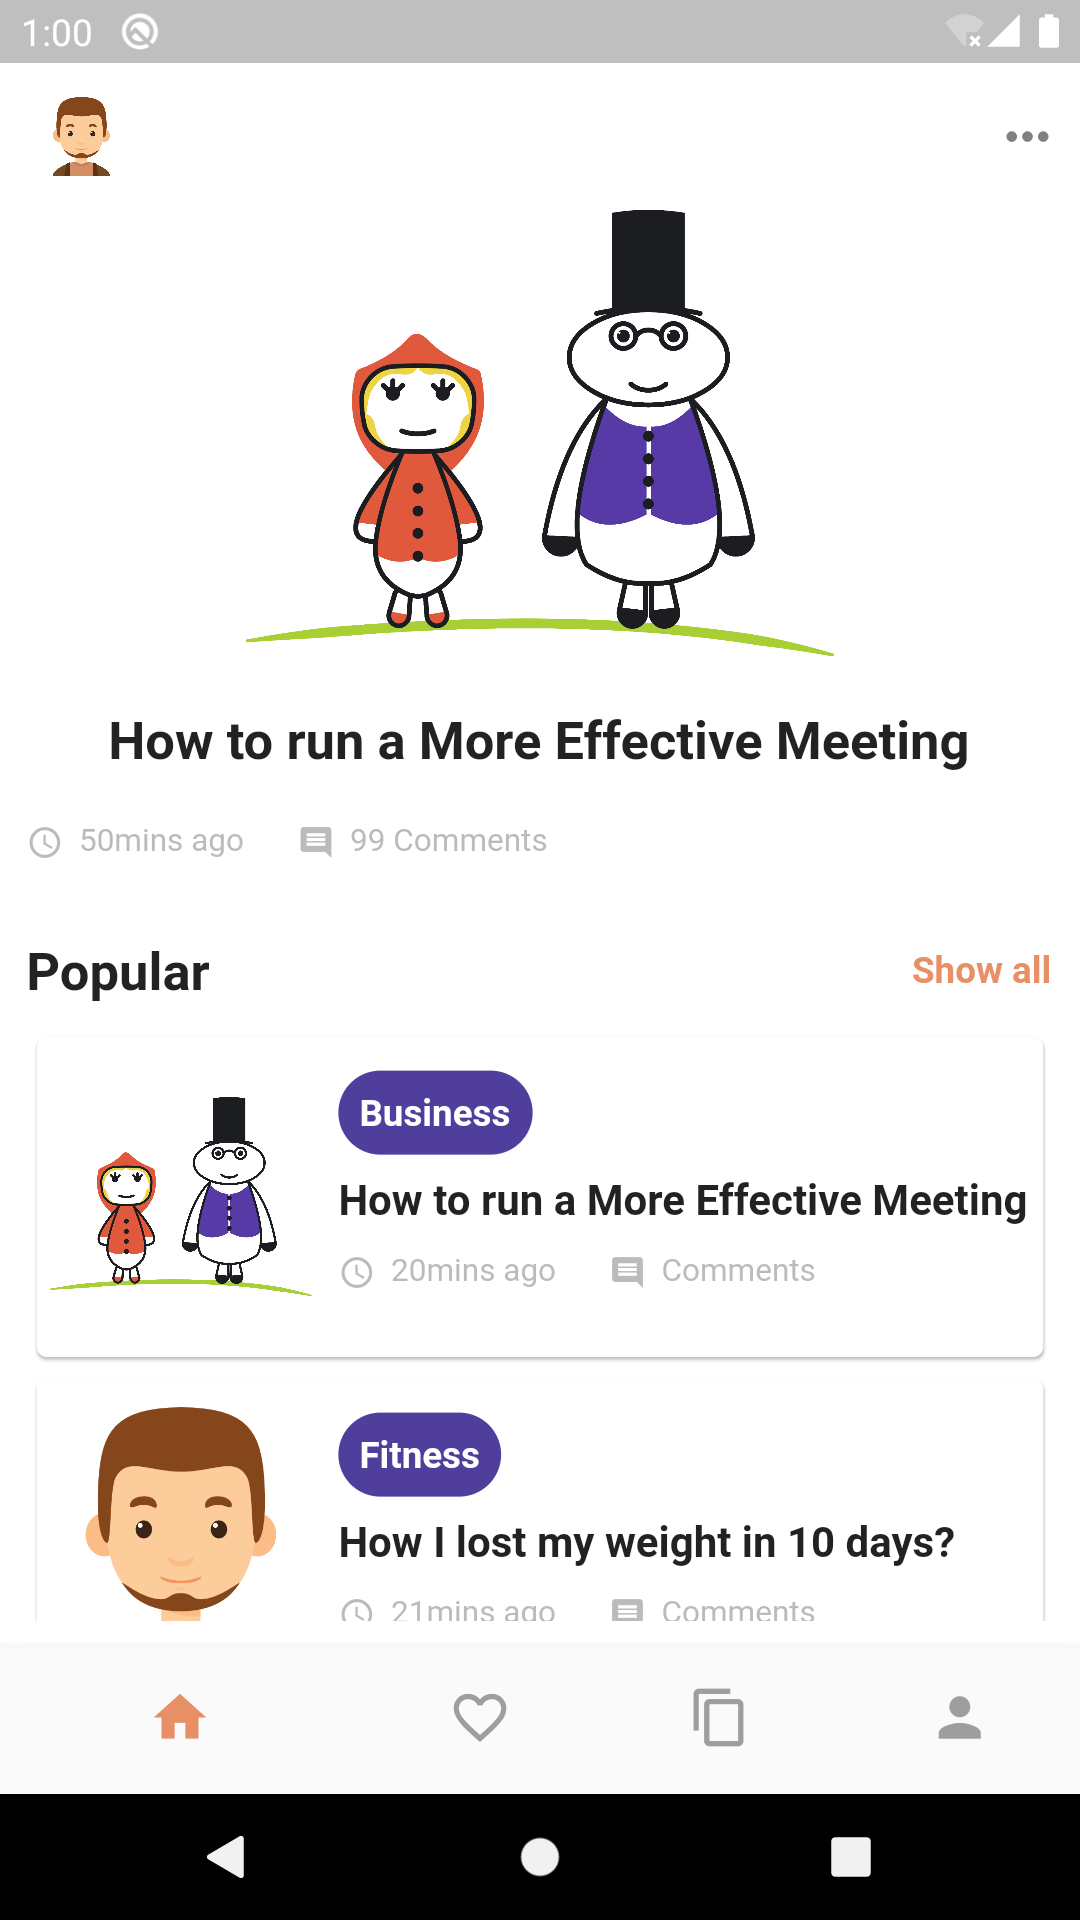 1:00
How to run a More Effective Meeting
50mins ago 99 Comments
Popular Show all
Business
How to run a More Effective Meeting
20mins ago Comments
Fitness
How I lost my weight in 10 days?
21mins ago Comments